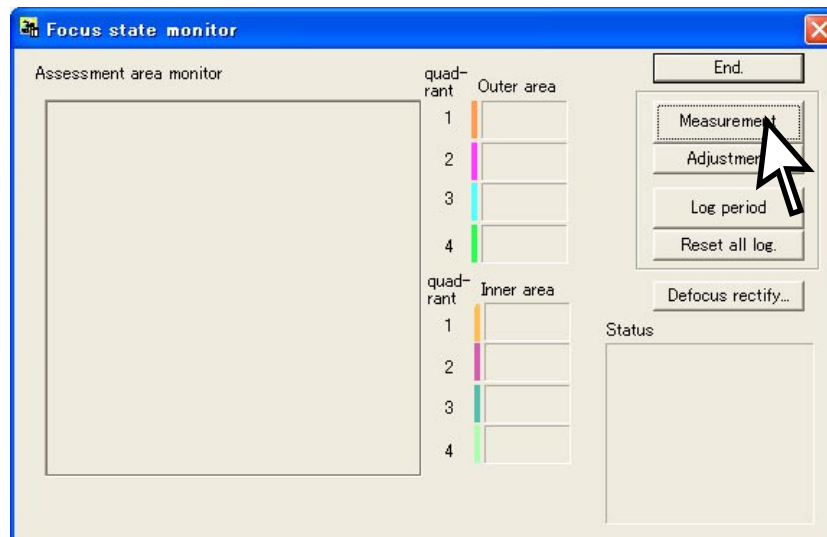 Focus state monitor
Assessment area monitor
quad-
rant
Outer area
1
2
3
4
quad-
rant
Inner area
1
2
3
4
End.
Measurement
Adjustment
Log period
Reset all log.
Defocus rectify...
Status